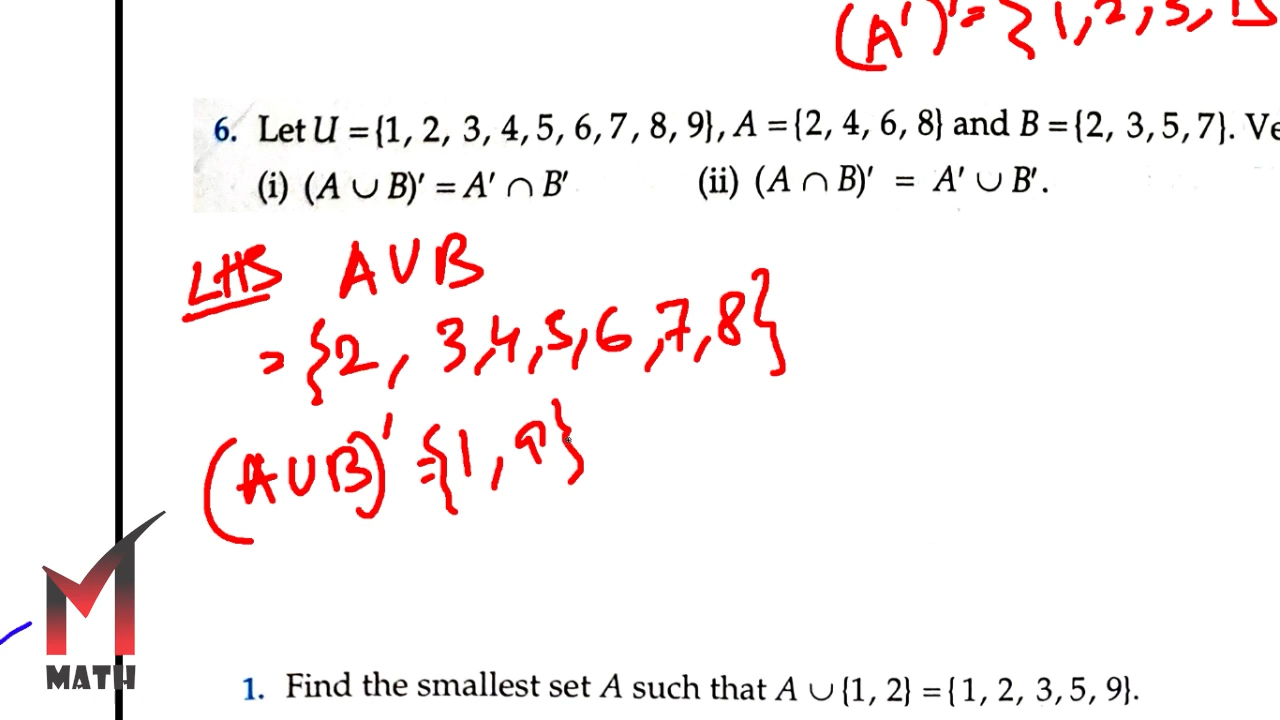 (A')' = {1, 2, 3,
6. Let U = {1, 2, 3, 4, 5, 6, 7, 8, 9}, A = {2, 4, 6, 8} and B = {2, 3, 5, 7}. Ve
(i) (A ∪ B)' = A' ∩ B' (ii) (A ∩ B)' = A' ∪ B'.
LHS A∪B
= {2, 3, 4, 5, 6, 7, 8}
(A∪B)' = {1, 9}
MATH
1. Find the smallest set A such that A ∪ {1, 2} = {1, 2, 3, 5, 9}.